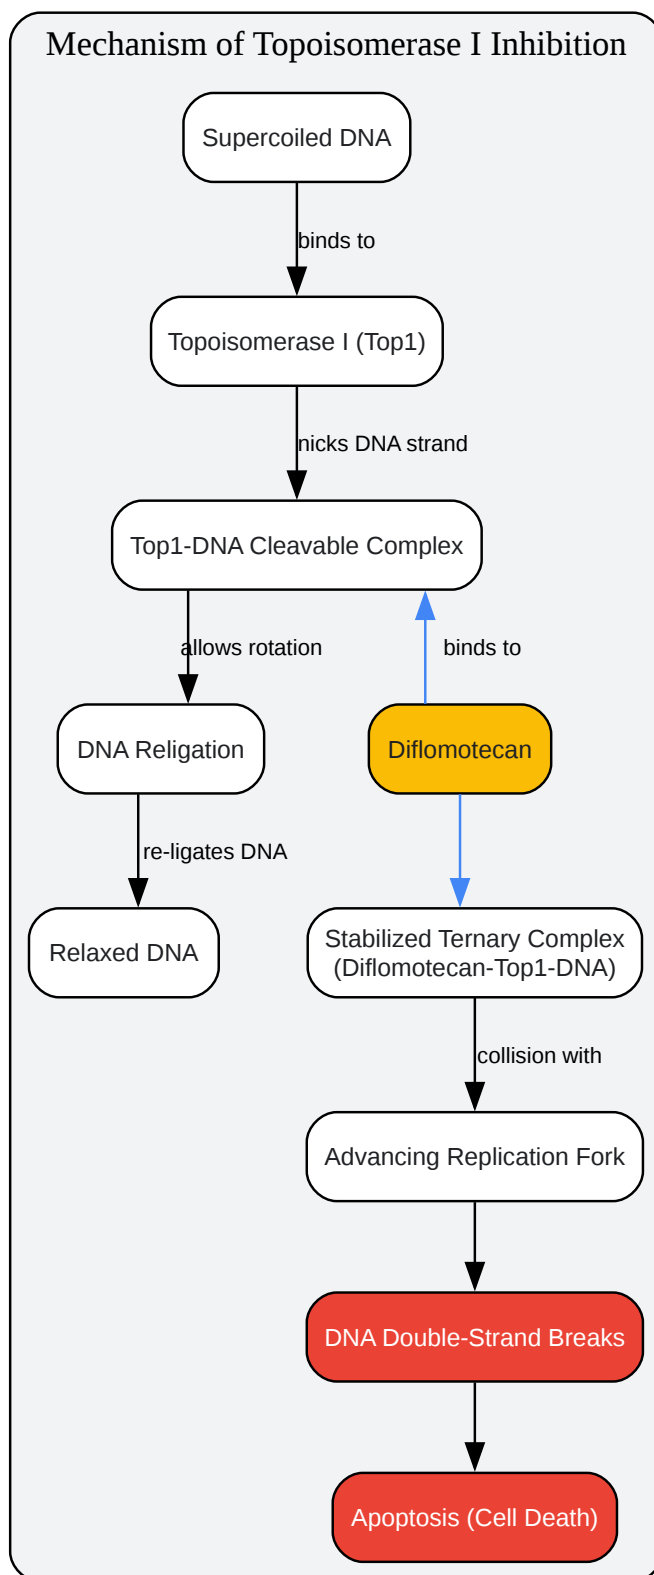 Mechanism of Topoisomerase I Inhibition
Supercoiled DNA
binds to
Topoisomerase I (Top1)
nicks DNA strand
Top1-DNA Cleavable Complex
allows rotation
binds to
DNA Religation
Diflomotecan
re-ligates DNA
Relaxed DNA
Stabilized Ternary Complex
(Diflomotecan-Top1-DNA)
collision with
Advancing Replication Fork
DNA Double-Strand Breaks
Apoptosis (Cell Death)